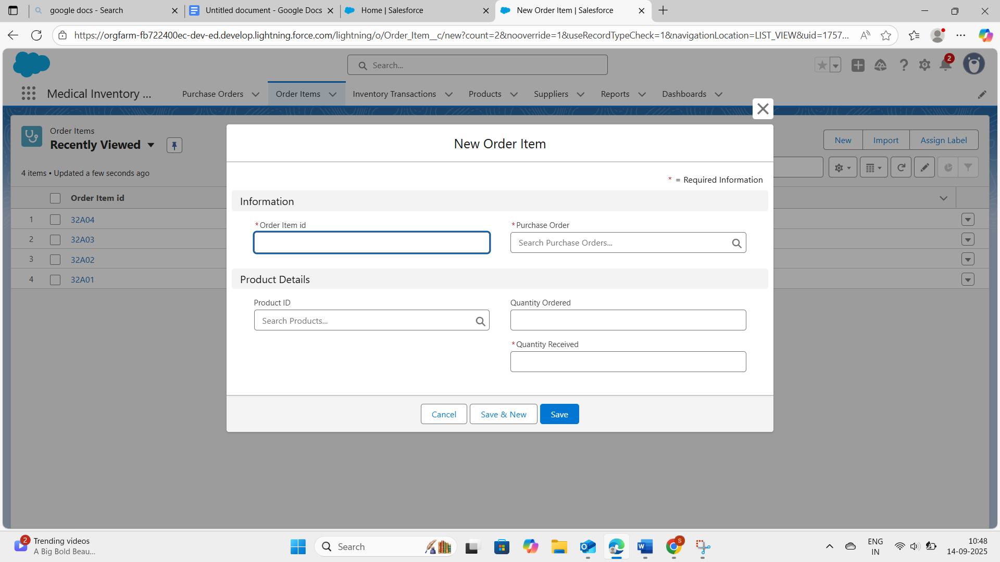 google docs - Search
Untitled document - Google Docs
Home | Salesforce
New Order Item | Salesforce
https://orgfarm-fb722400ec-dev-ed.develop.lightning.force.com/lightning/o/Order_Item__c/new?count=2&nooverride=1&useRecordTypeCheck=1&navigationLocation=LIST_VIEW&uid=1757...
Search...
2
Medical Inventory ...
Purchase Orders
Order Items
Inventory Transactions
Products
Suppliers
Reports
Dashboards
Order Items
Recently Viewed
New
Import
Assign Label
4 items • Updated a few seconds ago
Order Item id
1 32A04
2 32A03
3 32A02
4 32A01
New Order Item
* = Required Information
Information
*Order Item id
*Purchase Order
Search Purchase Orders...
Product Details
Product ID
Search Products...
Quantity Ordered
*Quantity Received
Cancel
Save & New
Save
2
Trending videos
A Big Bold Beau...
Search
S
ENG
IN
10:48
14-09-2025